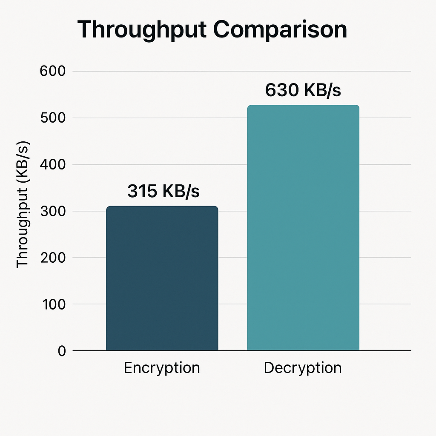 Throughput Comparison
Throughput (KB/s)
600
500
400
300
200
100
0
315 KB/s
630 KB/s
Encryption
Decryption